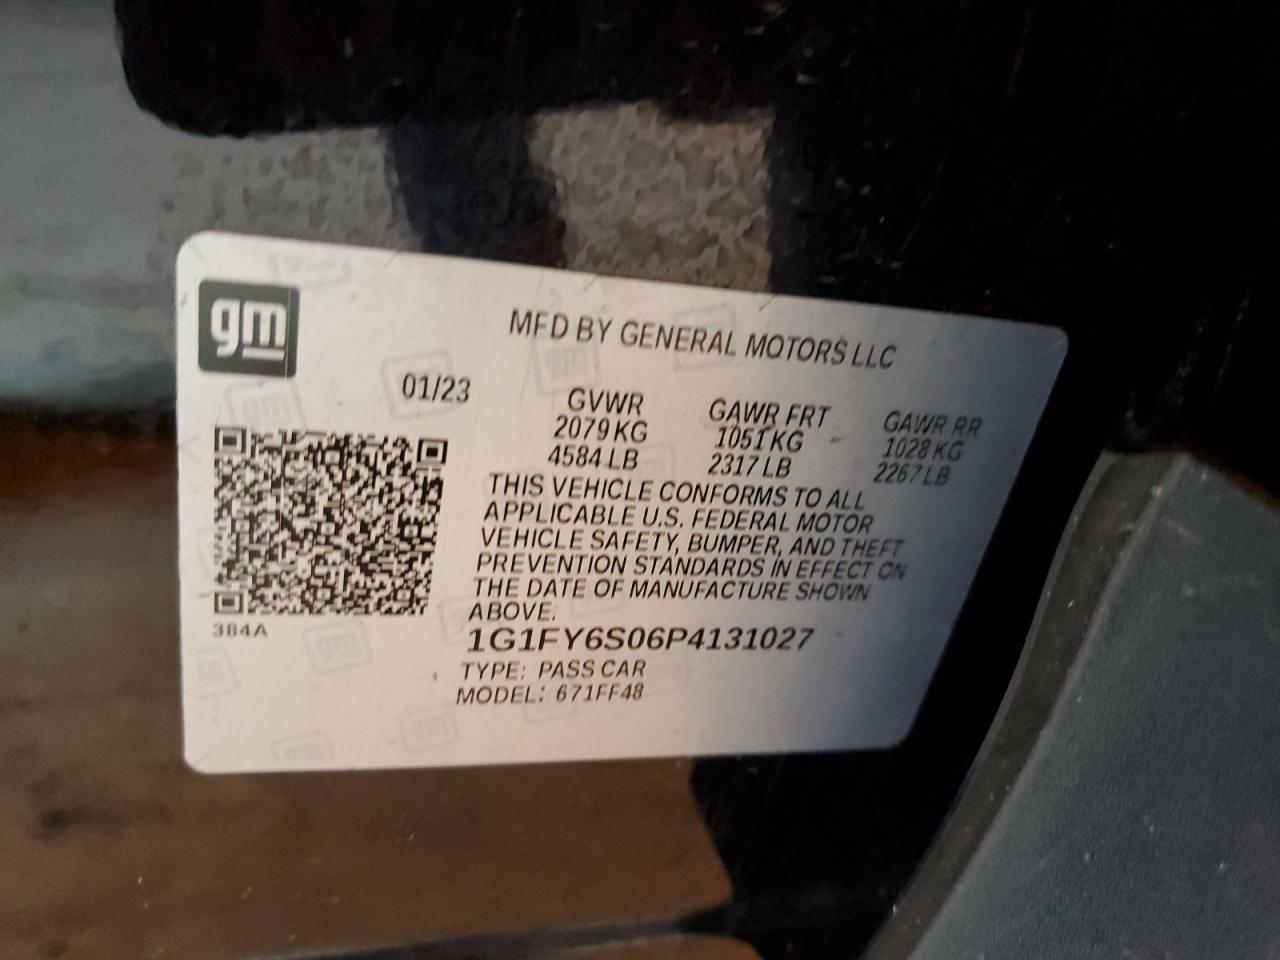 gm
MFD BY GENERAL MOTORS LLC
01/23
GVWR GAWR FRT GAWR RR
2079 KG 1051 KG 1028 KG
4584 LB 2317 LB 2267 LB
THIS VEHICLE CONFORMS TO ALL
APPLICABLE U.S. FEDERAL MOTOR
VEHICLE SAFETY, BUMPER, AND THEFT
PREVENTION STANDARDS IN EFFECT ON
THE DATE OF MANUFACTURE SHOWN
ABOVE.
384A
1G1FY6S06P4131027
TYPE: PASS CAR
MODEL: 671FF48